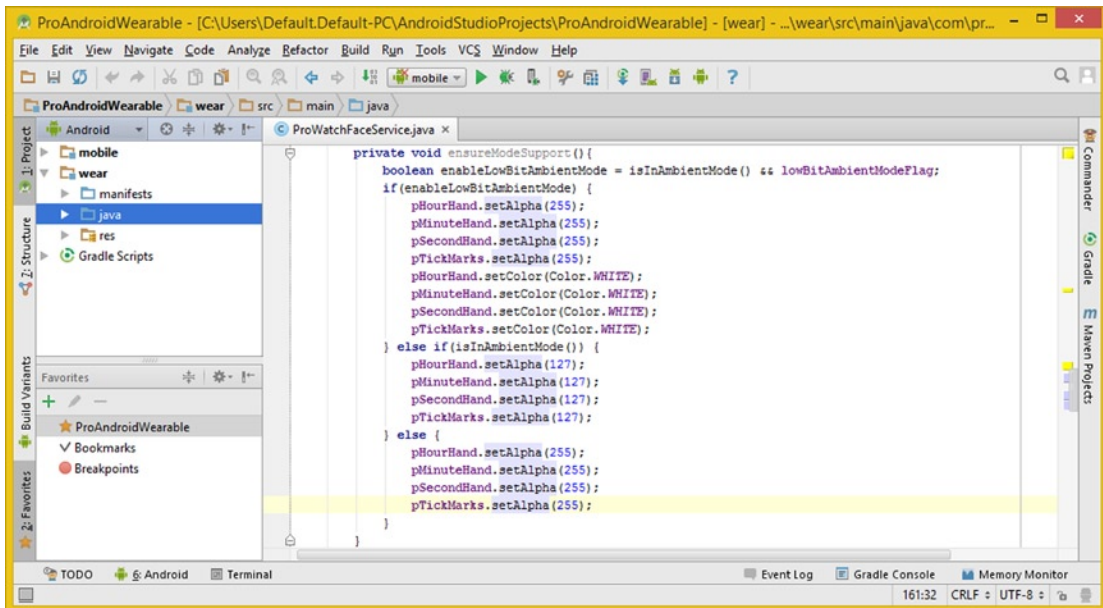 ProAndroidWearable - [C:\Users\Default.Default-PC\AndroidStudioProjects\ProAndroidWearable] - [wear] - ...\wear\src\main\java\com\pr...
File Edit View Navigate Code Analyze Refactor Build Run Tools VCS Window Help
mobile
ProAndroidWearable wear src main java
Android
ProWatchFaceService.java
1: Project
2: Structure
Build Variants
2: Favorites
mobile
wear
manifests
java
res
Gradle Scripts
Favorites
ProAndroidWearable
Bookmarks
Breakpoints
private void ensureModeSupport(){
boolean enableLowBitAmbientMode = isInAmbientMode() && lowBitAmbientModeFlag;
if(enableLowBitAmbientMode) {
pHourHand.setAlpha(255);
pMinuteHand.setAlpha(255);
pSecondHand.setAlpha(255);
pTickMarks.setAlpha(255);
pHourHand.setColor(Color.WHITE);
pMinuteHand.setColor(Color.WHITE);
pSecondHand.setColor(Color.WHITE);
pTickMarks.setColor(Color.WHITE);
} else if(isInAmbientMode()) {
pHourHand.setAlpha(127);
pMinuteHand.setAlpha(127);
pSecondHand.setAlpha(127);
pTickMarks.setAlpha(127);
} else {
pHourHand.setAlpha(255);
pMinuteHand.setAlpha(255);
pSecondHand.setAlpha(255);
pTickMarks.setAlpha(255);
}
}
Commander
Gradle
m Maven Projects
TODO 6: Android Terminal Event Log Gradle Console Memory Monitor
161:32 CRLF UTF-8